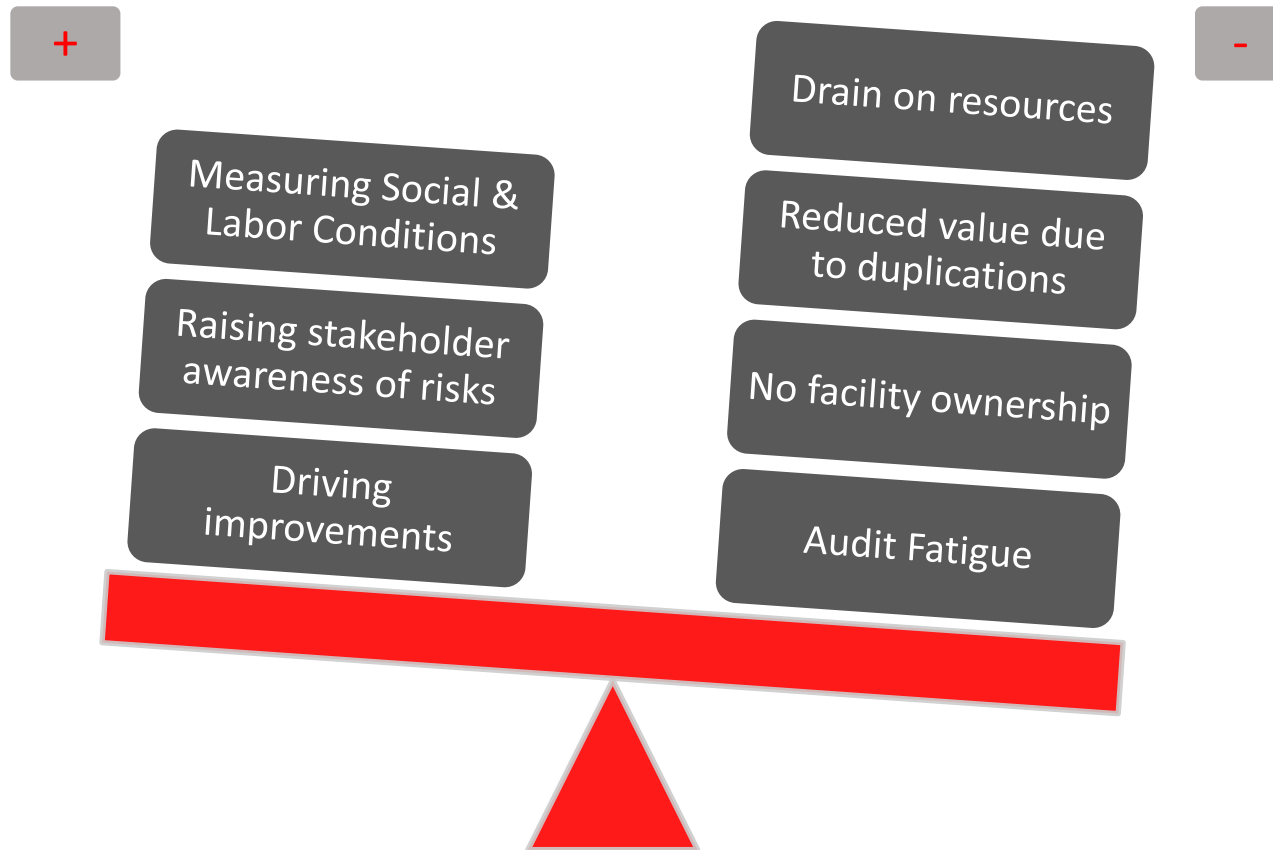 +
Measuring Social &
Labor Conditions
Raising stakeholder
awareness of risks
Driving
improvements
-
Drain on resources
Reduced value due
to duplications
No facility ownership
Audit Fatigue